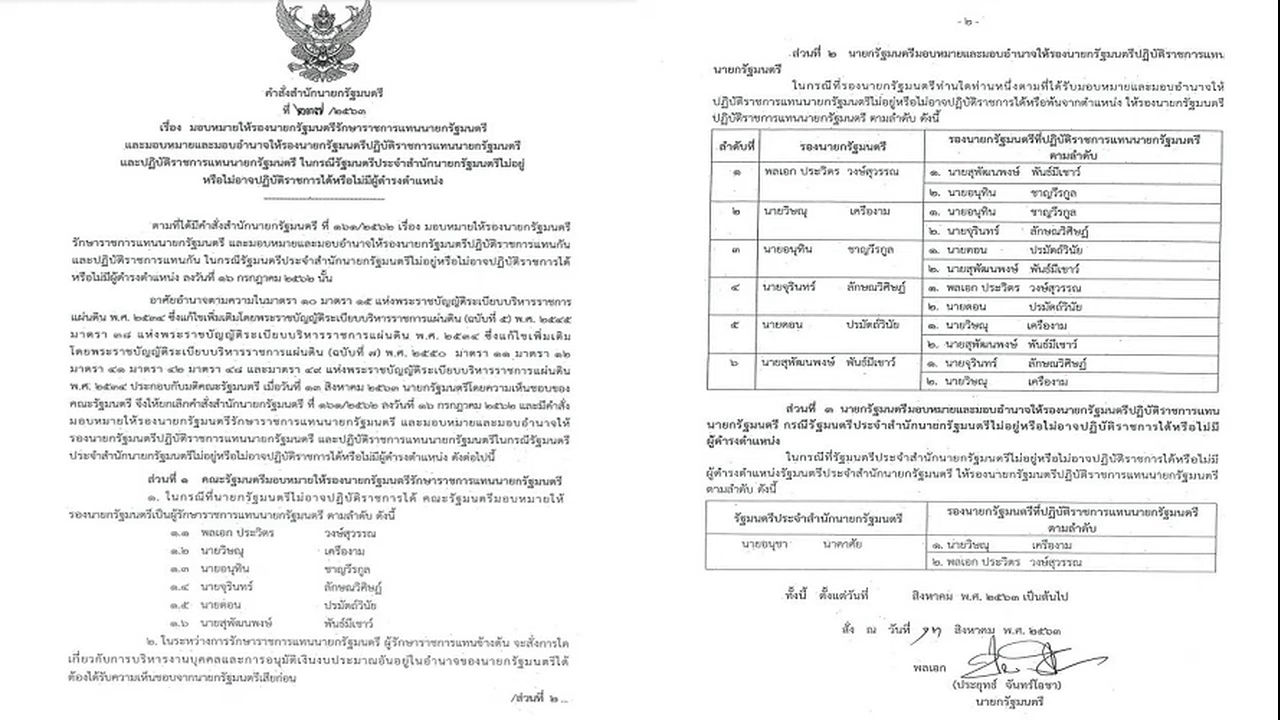 คำสั่งสำนักนายกรัฐมนตรี
ที่ ๒๓๗/๒๕๖๓
เรื่อง มอบหมายให้รองนายกรัฐมนตรีรักษาราชการแทนนายกรัฐมนตรี
และมอบหมายและมอบอำนาจให้รองนายกรัฐมนตรีปฏิบัติราชการแทนนายกรัฐมนตรี
และปฏิบัติราชการแทนนายกรัฐมนตรี ในกรณีรัฐมนตรีประจำสำนักนายกรัฐมนตรีไม่อยู่
หรือไม่อาจปฏิบัติราชการได้หรือไม่มีผู้ดำรงตำแหน่ง
ตามที่ได้มีคำสั่งสำนักนายกรัฐมนตรี ที่ ๑๖๑/๒๕๖๒ เรื่อง มอบหมายให้รองนายกรัฐมนตรี
รักษาราชการแทนนายกรัฐมนตรี และมอบหมายและมอบอำนาจให้รองนายกรัฐมนตรีปฏิบัติราชการแทนกัน
และปฏิบัติราชการแทนกัน ในกรณีรัฐมนตรีประจำสำนักนายกรัฐมนตรีไม่อยู่หรือไม่อาจปฏิบัติราชการได้
หรือไม่มีผู้ดำรงตำแหน่ง ลงวันที่ ๑๖ กรกฎาคม ๒๕๖๒ นั้น
อาศัยอำนาจตามความในมาตรา ๑๐ มาตรา ๑๕ แห่งพระราชบัญญัติระเบียบบริหารราชการ
แผ่นดิน พ.ศ. ๒๕๓๔ ซึ่งแก้ไขเพิ่มเติมโดยพระราชบัญญัติระเบียบบริหารราชการแผ่นดิน (ฉบับที่ ๕) พ.ศ. ๒๕๔๕
มาตรา ๓๘ แห่งพระราชบัญญัติระเบียบบริหารราชการแผ่นดิน พ.ศ. ๒๕๓๔ ซึ่งแก้ไขเพิ่มเติม
โดยพระราชบัญญัติระเบียบบริหารราชการแผ่นดิน (ฉบับที่ ๗) พ.ศ. ๒๕๕๐ มาตรา ๑๑ มาตรา ๑๒
มาตรา ๔๑ มาตรา ๔๒ มาตรา ๔๘ และมาตรา ๔๙ แห่งพระราชบัญญัติระเบียบบริหารราชการแผ่นดิน
พ.ศ. ๒๕๓๔ ประกอบกับมติคณะรัฐมนตรี เมื่อวันที่ ๑๓ สิงหาคม ๒๕๖๓ นายกรัฐมนตรีโดยความเห็นชอบของ
คณะรัฐมนตรี จึงให้ยกเลิกคำสั่งสำนักนายกรัฐมนตรี ที่ ๑๖๑/๒๕๖๒ ลงวันที่ ๑๖ กรกฎาคม ๒๕๖๒ และมีคำสั่ง
มอบหมายให้รองนายกรัฐมนตรีรักษาราชการแทนนายกรัฐมนตรี และมอบหมายและมอบอำนาจให้
รองนายกรัฐมนตรีปฏิบัติราชการแทนนายกรัฐมนตรี และปฏิบัติราชการแทนนายกรัฐมนตรีในกรณีรัฐมนตรี
ประจำสำนักนายกรัฐมนตรีไม่อยู่หรือไม่อาจปฏิบัติราชการได้หรือไม่มีผู้ดำรงตำแหน่ง ดังต่อไปนี้
ส่วนที่ ๑ คณะรัฐมนตรีมอบหมายให้รองนายกรัฐมนตรีรักษาราชการแทนนายกรัฐมนตรี
๑. ในกรณีที่นายกรัฐมนตรีไม่อาจปฏิบัติราชการได้ คณะรัฐมนตรีมอบหมายให้
รองนายกรัฐมนตรีเป็นผู้รักษาราชการแทนนายกรัฐมนตรี ตามลำดับ ดังนี้
๑.๑ พลเอก ประวิตร วงษ์สุวรรณ
๑.๒ นายวิษณุ เครืองาม
๑.๓ นายอนุทิน ชาญวีรกูล
๑.๔ นายจุรินทร์ ลักษณวิศิษฏ์
๑.๕ นายดอน ปรมัตถ์วินัย
๑.๖ นายสุพัฒนพงษ์ พันธ์มีเชาว์
๒. ในระหว่างการรักษาราชการแทนนายกรัฐมนตรี ผู้รักษาราชการแทนข้างต้น จะสั่งการใด
เกี่ยวกับการบริหารงานบุคคลและการอนุมัติเงินงบประมาณอันอยู่ในอำนาจของนายกรัฐมนตรีได้
ต้องได้รับความเห็นชอบจากนายกรัฐมนตรีเสียก่อน
/ส่วนที่ ๒ ...
- ๒ -
ส่วนที่ ๒ นายกรัฐมนตรีมอบหมายและมอบอำนาจให้รองนายกรัฐมนตรีปฏิบัติราชการแทน
นายกรัฐมนตรี
ในกรณีที่รองนายกรัฐมนตรีท่านใดท่านหนึ่งตามที่ได้รับมอบหมายและมอบอำนาจให้
ปฏิบัติราชการแทนนายกรัฐมนตรีไม่อยู่หรือไม่อาจปฏิบัติราชการได้หรือพ้นจากตำแหน่ง ให้รองนายกรัฐมนตรี
ปฏิบัติราชการแทนนายกรัฐมนตรี ตามลำดับ ดังนี้
ลำดับที่ รองนายกรัฐมนตรี รองนายกรัฐมนตรีที่ปฏิบัติราชการแทนนายกรัฐมนตรี
ตามลำดับ
๑ พลเอก ประวิตร วงษ์สุวรรณ ๑. นายสุพัฒนพงษ์ พันธ์มีเชาว์
๒. นายอนุทิน ชาญวีรกูล
๒ นายวิษณุ เครืองาม ๑. นายอนุทิน ชาญวีรกูล
๒. นายจุรินทร์ ลักษณวิศิษฏ์
๓ นายอนุทิน ชาญวีรกูล ๑. นายดอน ปรมัตถ์วินัย
๒. นายสุพัฒนพงษ์ พันธ์มีเชาว์
๔ นายจุรินทร์ ลักษณวิศิษฏ์ ๑. พลเอก ประวิตร วงษ์สุวรรณ
๒. นายดอน ปรมัตถ์วินัย
๕ นายดอน ปรมัตถ์วินัย ๑. นายวิษณุ เครืองาม
๒. นายสุพัฒนพงษ์ พันธ์มีเชาว์
๖ นายสุพัฒนพงษ์ พันธ์มีเชาว์ ๑. นายจุรินทร์ ลักษณวิศิษฏ์
๒. นายวิษณุ เครืองาม
ส่วนที่ ๓ นายกรัฐมนตรีมอบหมายและมอบอำนาจให้รองนายกรัฐมนตรีปฏิบัติราชการแทน
นายกรัฐมนตรี กรณีรัฐมนตรีประจำสำนักนายกรัฐมนตรีไม่อยู่หรือไม่อาจปฏิบัติราชการได้หรือไม่มี
ผู้ดำรงตำแหน่ง
ในกรณีที่รัฐมนตรีประจำสำนักนายกรัฐมนตรีไม่อยู่หรือไม่อาจปฏิบัติราชการได้หรือไม่มี
ผู้ดำรงตำแหน่งรัฐมนตรีประจำสำนักนายกรัฐมนตรี ให้รองนายกรัฐมนตรีปฏิบัติราชการแทนนายกรัฐมนตรี
ตามลำดับ ดังนี้
รัฐมนตรีประจำสำนักนายกรัฐมนตรี รองนายกรัฐมนตรีที่ปฏิบัติราชการแทนนายกรัฐมนตรี
ตามลำดับ
นายอนุชา นาคาศัย ๑. นายวิษณุ เครืองาม
๒. พลเอก ประวิตร วงษ์สุวรรณ
ทั้งนี้ ตั้งแต่วันที่ สิงหาคม พ.ศ. ๒๕๖๓ เป็นต้นไป
สั่ง ณ วันที่ ๑๓ สิงหาคม พ.ศ. ๒๕๖๓
พลเอก
(ประยุทธ์ จันทร์โอชา)
นายกรัฐมนตรี